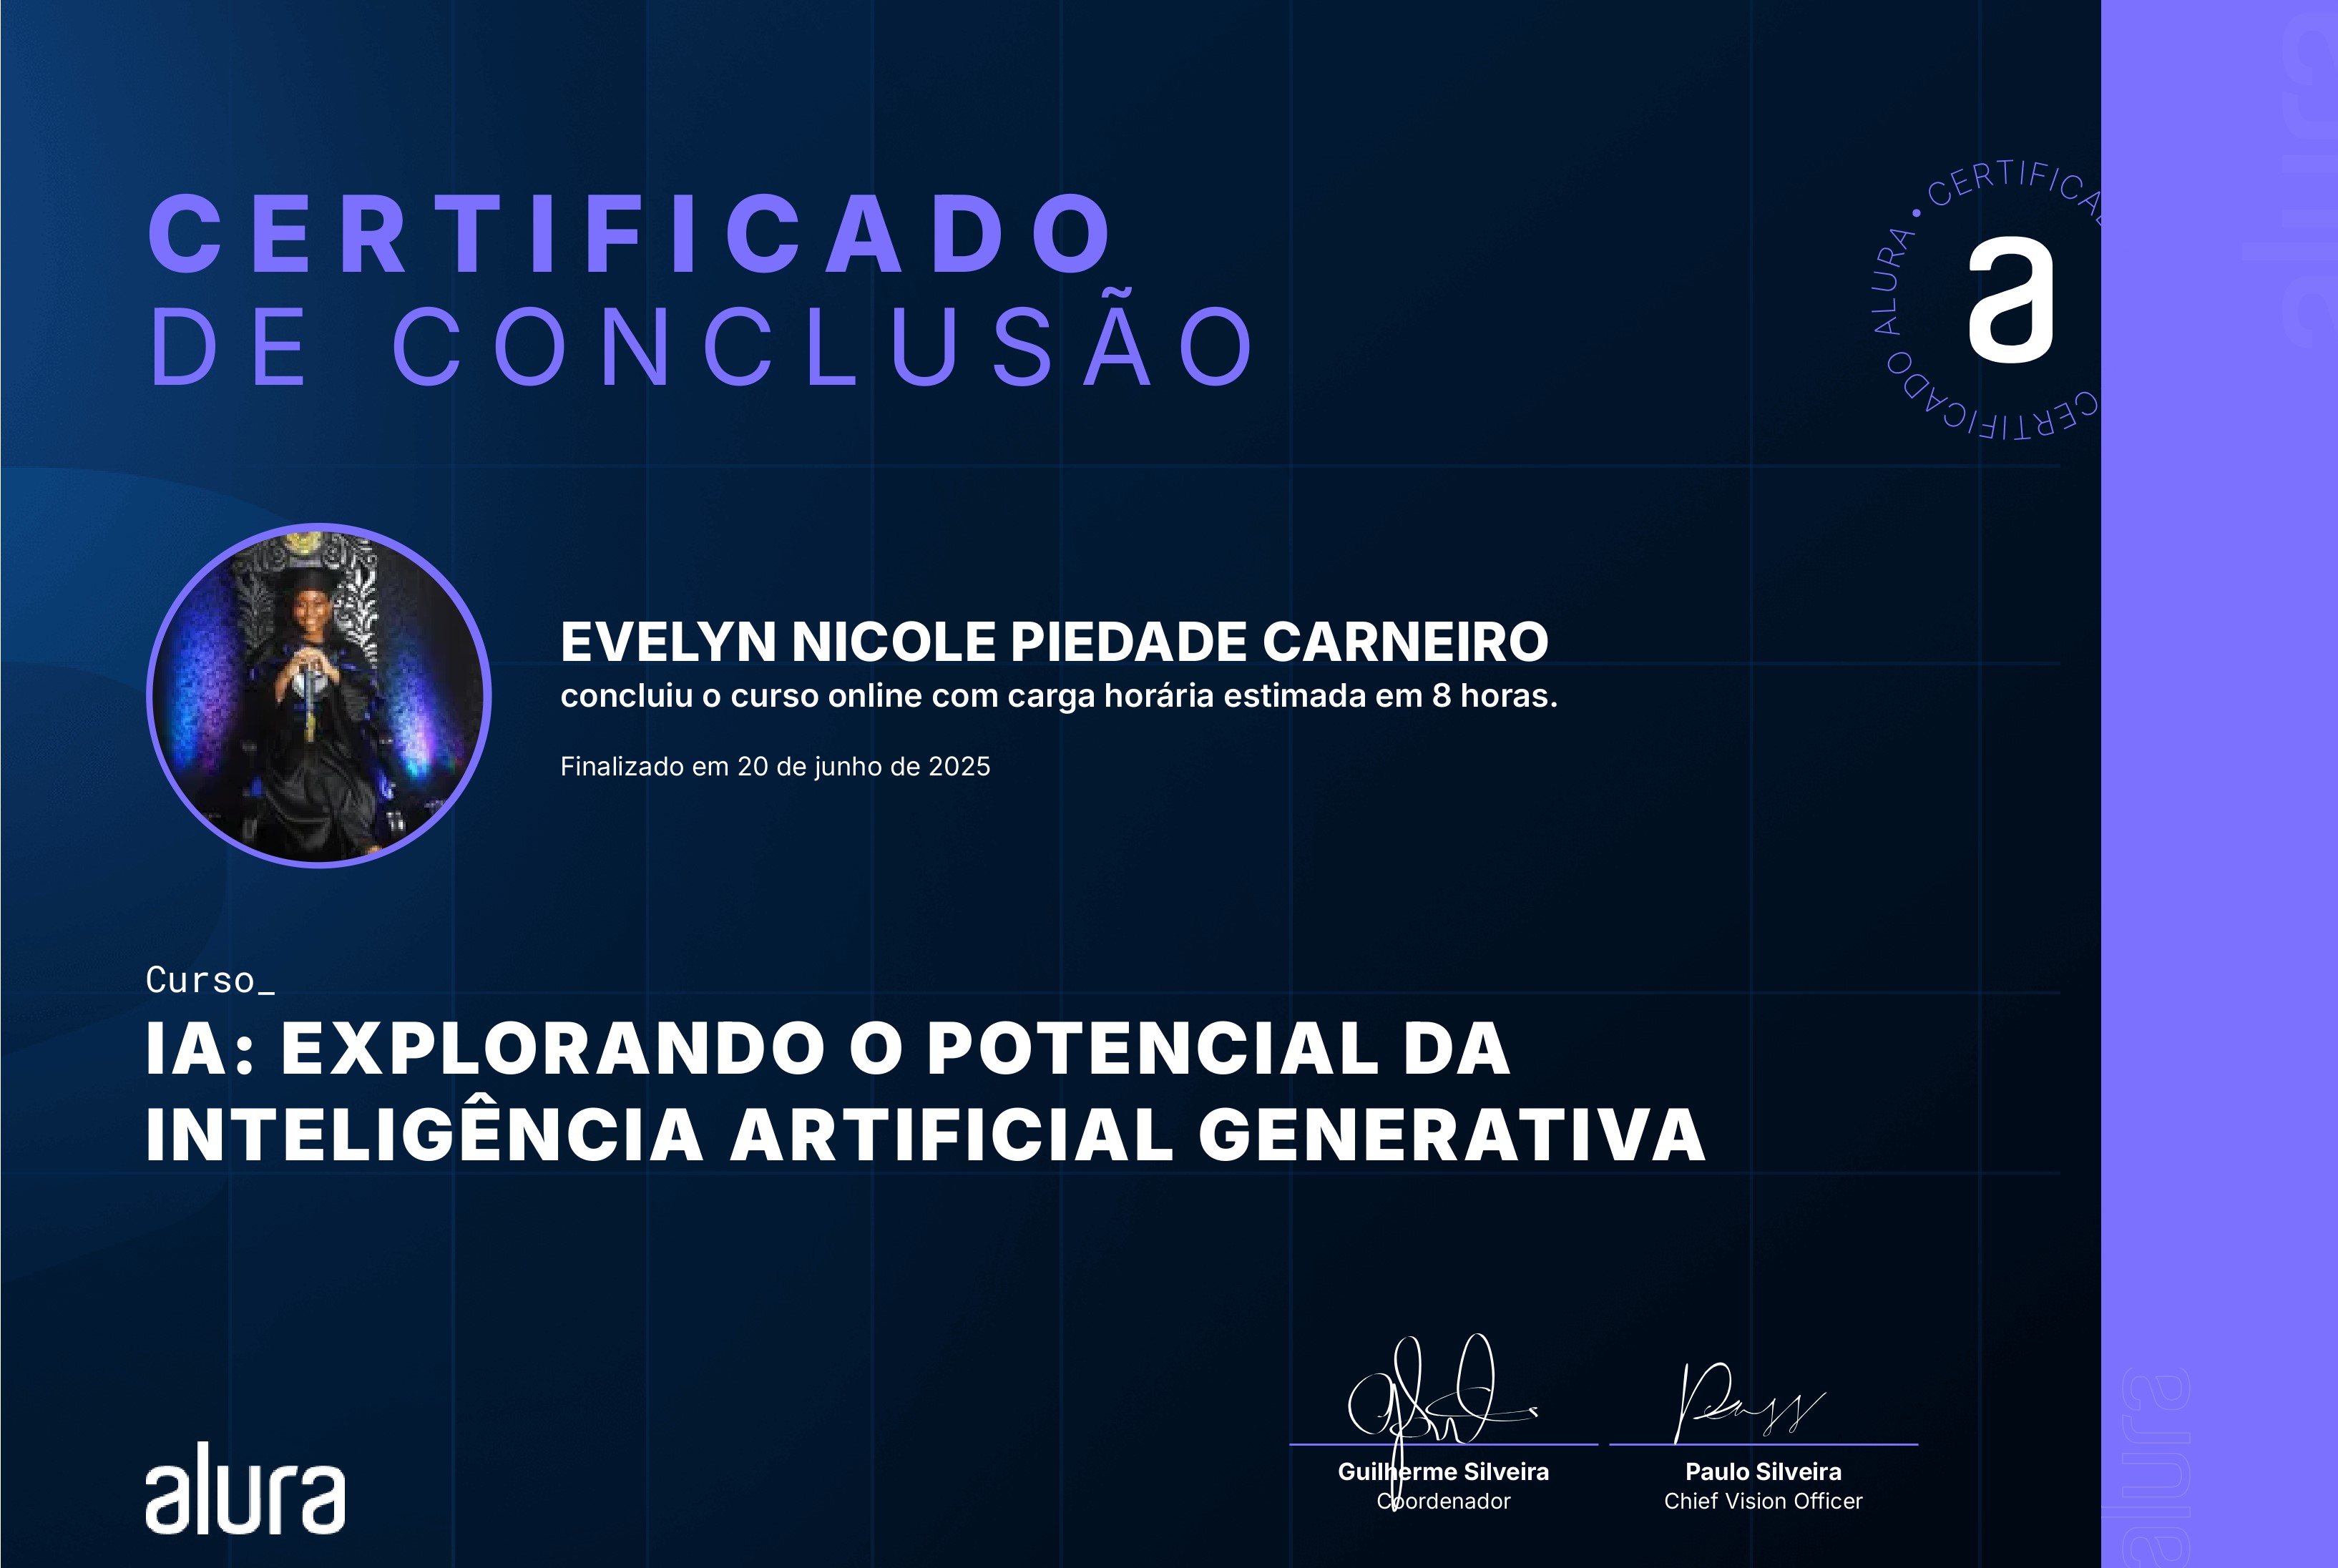 CERTIFICADO
DE CONCLUSÃO
CERTIFICADO ALURA • CERTIFICA
a
EVELYN NICOLE PIEDADE CARNEIRO
concluiu o curso online com carga horária estimada em 8 horas.
Finalizado em 20 de junho de 2025
Curso_
IA: EXPLORANDO O POTENCIAL DA
INTELIGÊNCIA ARTIFICIAL GENERATIVA
Guilherme Silveira
Coordenador
Paulo Silveira
Chief Vision Officer
alura
alura
alura